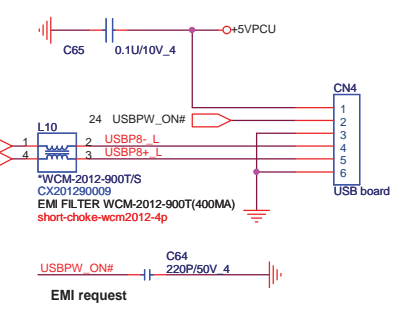 +5VPCU
C65
0.1U/10V_4
CN4
24
USBPW_ON#
1
2
3
4
5
6
L10
1
4
2
3
USBP8-_L
USBP8+_L
*WCM-2012-900T/S
CX201290009
EMI FILTER WCM-2012-900T(400MA)
short-choke-wcm2012-4p
USB board
C64
USBPW_ON#
220P/50V_4
EMI request